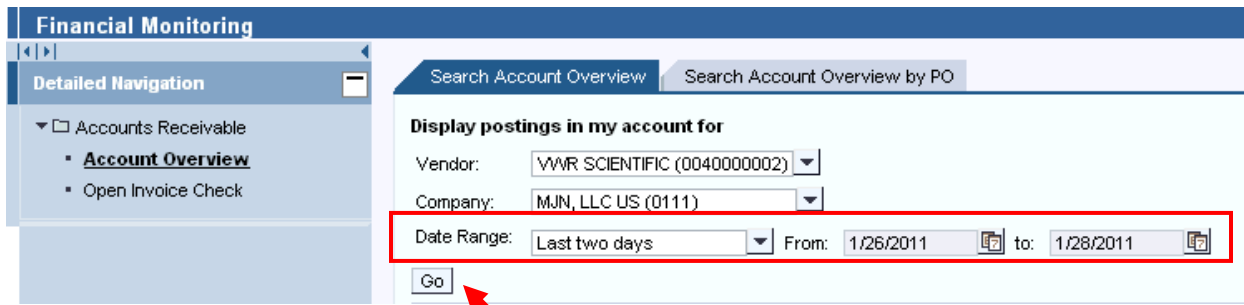 Financial Monitoring
Detailed Navigation
Accounts Receivable
Account Overview
Open Invoice Check
Search Account Overview Search Account Overview by PO
Display postings in my account for
Vendor: VWR SCIENTIFIC (0040000002)
Company: MJN, LLC US (0111)
Date Range: Last two days From: 1/26/2011 to: 1/28/2011
Go